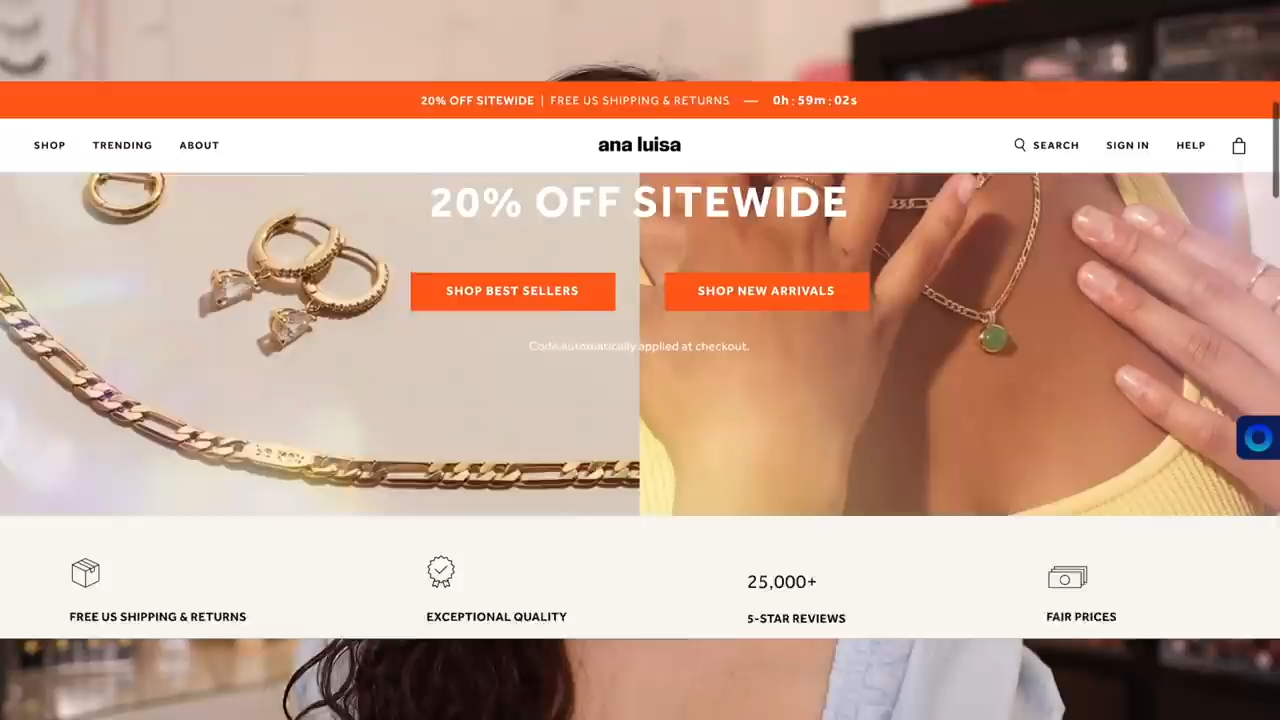 20% OFF SITEWIDE | FREE US SHIPPING & RETURNS — 0h : 59m : 02s
SHOP TRENDING ABOUT ana luisa SEARCH SIGN IN HELP
20% OFF SITEWIDE
SHOP BEST SELLERS SHOP NEW ARRIVALS
Code automatically applied at checkout.
25,000+
FREE US SHIPPING & RETURNS EXCEPTIONAL QUALITY 5-STAR REVIEWS FAIR PRICES